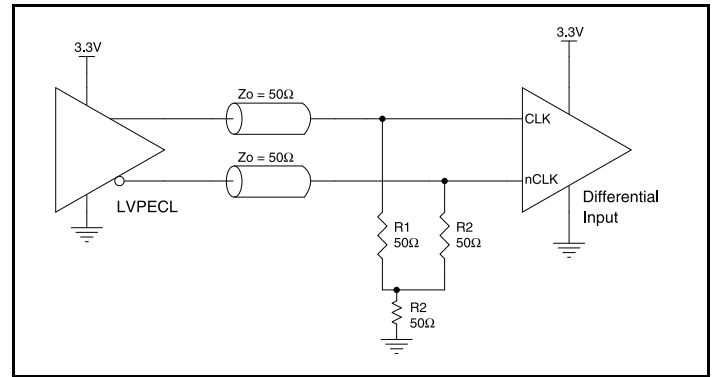 3.3V
3.3V
Zo = 50Ω
CLK
Zo = 50Ω
nCLK
LVPECL
Differential
Input
R1
50Ω
R2
50Ω
R2
50Ω